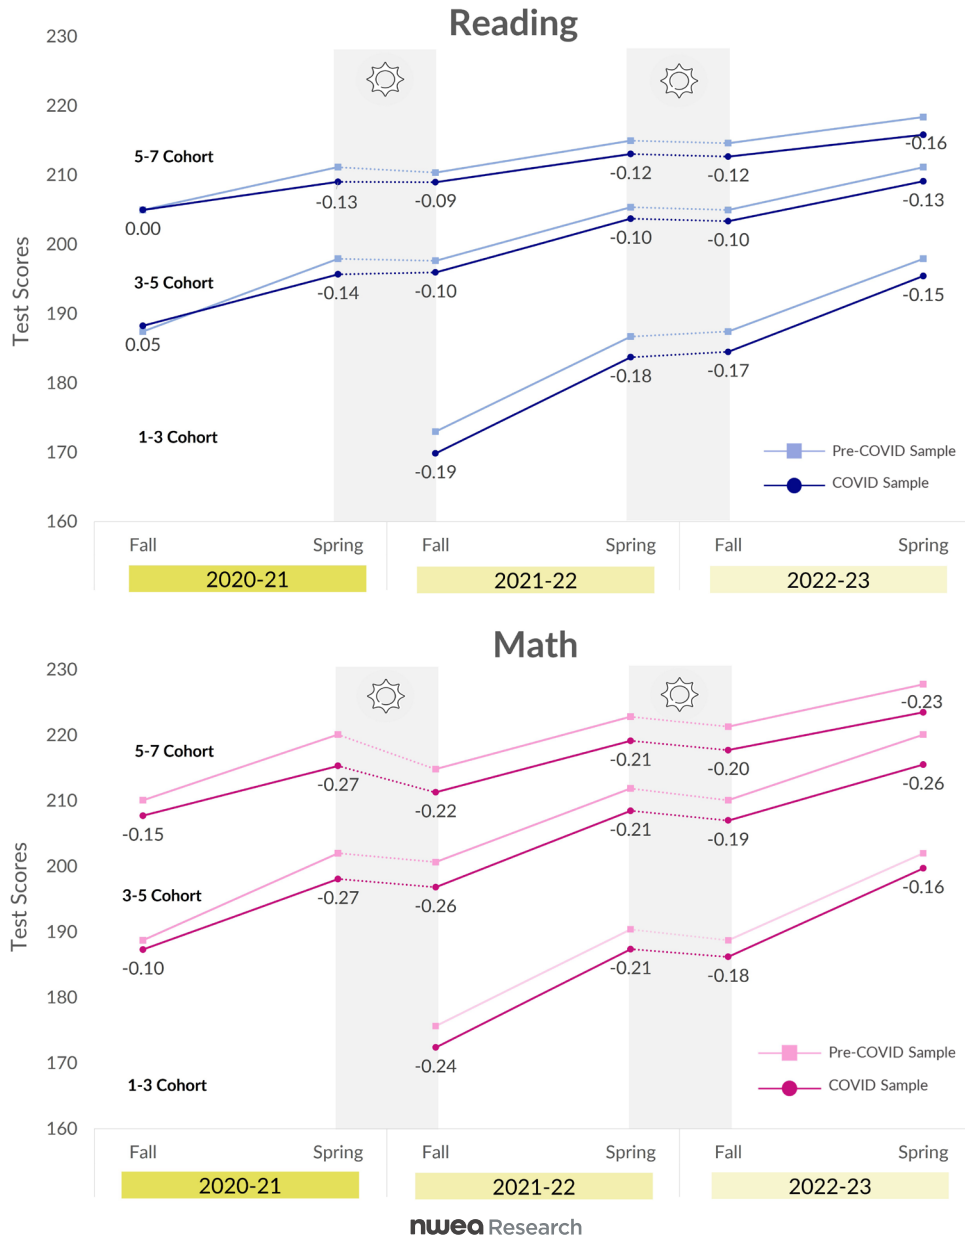 Reading
230
220
210
200
190
180
170
160
Test Scores
5-7 Cohort
0.00
-0.13
-0.09
-0.12
-0.12
-0.16
3-5 Cohort
0.05
-0.14
-0.10
-0.10
-0.10
-0.13
1-3 Cohort
-0.19
-0.18
-0.17
-0.15
Pre-COVID Sample
COVID Sample
Fall Spring Fall Spring Fall Spring
2020-21 2021-22 2022-23
Math
230
220
210
200
190
180
170
160
Test Scores
5-7 Cohort
-0.15
-0.27
-0.22
-0.21
-0.20
-0.23
3-5 Cohort
-0.10
-0.27
-0.26
-0.21
-0.19
-0.26
1-3 Cohort
-0.24
-0.21
-0.18
-0.16
Pre-COVID Sample
COVID Sample
Fall Spring Fall Spring Fall Spring
2020-21 2021-22 2022-23
nwea Research